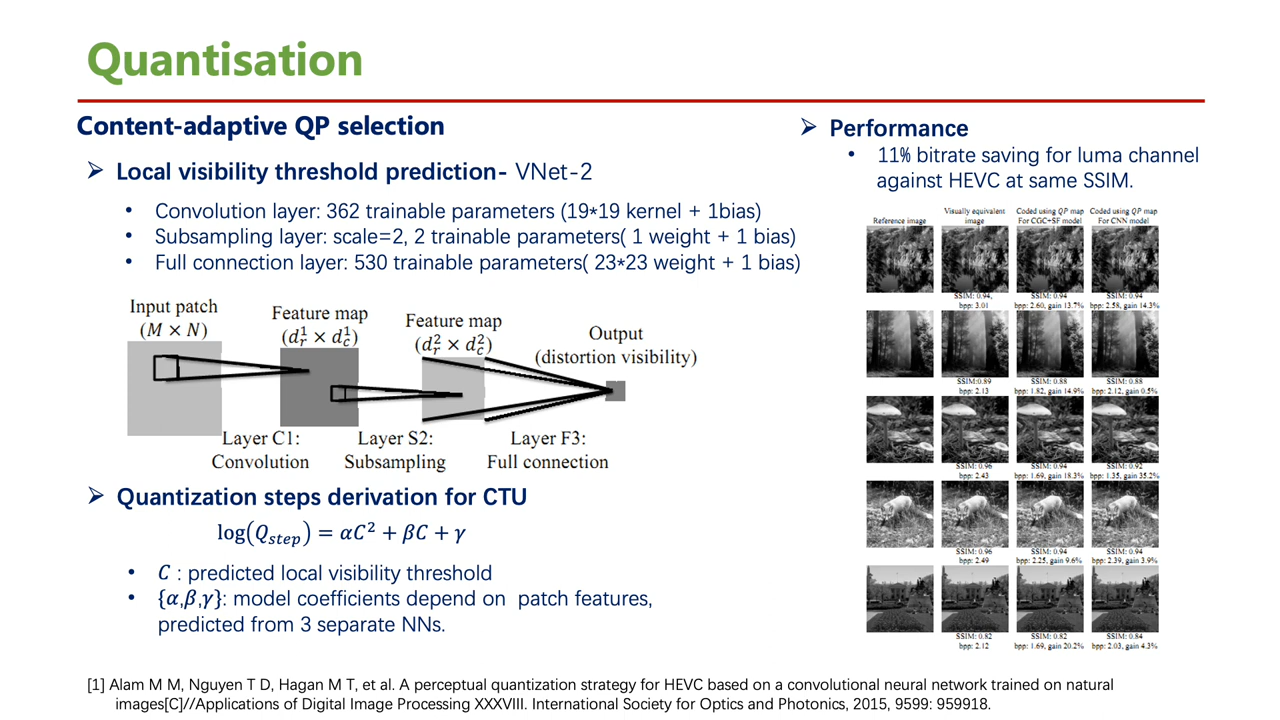 Quantisation
Content-adaptive QP selection
➢ Local visibility threshold prediction- VNet-2
• Convolution layer: 362 trainable parameters (19*19 kernel + 1bias)
• Subsampling layer: scale=2, 2 trainable parameters( 1 weight + 1 bias)
• Full connection layer: 530 trainable parameters( 23*23 weight + 1 bias)
Input patch
(M × N)
Feature map
(d_r^1 × d_c^1)
Feature map
(d_r^2 × d_c^2)
Output
(distortion visibility)
Layer C1:
Convolution
Layer S2:
Subsampling
Layer F3:
Full connection
➢ Quantization steps derivation for CTU
log(Q_step) = αC² + βC + γ
• C : predicted local visibility threshold
• {α,β,γ}: model coefficients depend on patch features,
predicted from 3 separate NNs.
➢ Performance
• 11% bitrate saving for luma channel
against HEVC at same SSIM.
Reference image
Visually equivalent
image
Coded using QP map
For CGC+SF model
Coded using QP map
For CNN model
SSIM: 0.94, SSIM: 0.94 SSIM: 0.94
bpp: 3.01 bpp: 2.60, gain 13.7% bpp: 2.58, gain 14.3%
SSIM:0.89 SSIM: 0.88 SSIM: 0.88
bpp: 2.13 bpp: 1.82, gain 14.9% bpp: 2.12, gain 0.5%
SSIM: 0.96 SSIM: 0.94 SSIM: 0.92
bpp: 2.43 bpp: 1.69, gain 18.3% bpp: 1.35, gain 35.2%
SSIM: 0.96 SSIM: 0.94 SSIM: 0.94
bpp: 2.49 bpp: 2.25, gain 9.6% bpp: 2.39, gain 3.9%
SSIM: 0.82 SSIM: 0.82 SSIM: 0.84
bpp: 2.12 bpp: 1.69, gain 20.2% bpp: 2.03, gain 4.3%
[1] Alam M M, Nguyen T D, Hagan M T, et al. A perceptual quantization strategy for HEVC based on a convolutional neural network trained on natural
images[C]//Applications of Digital Image Processing XXXVIII. International Society for Optics and Photonics, 2015, 9599: 959918.